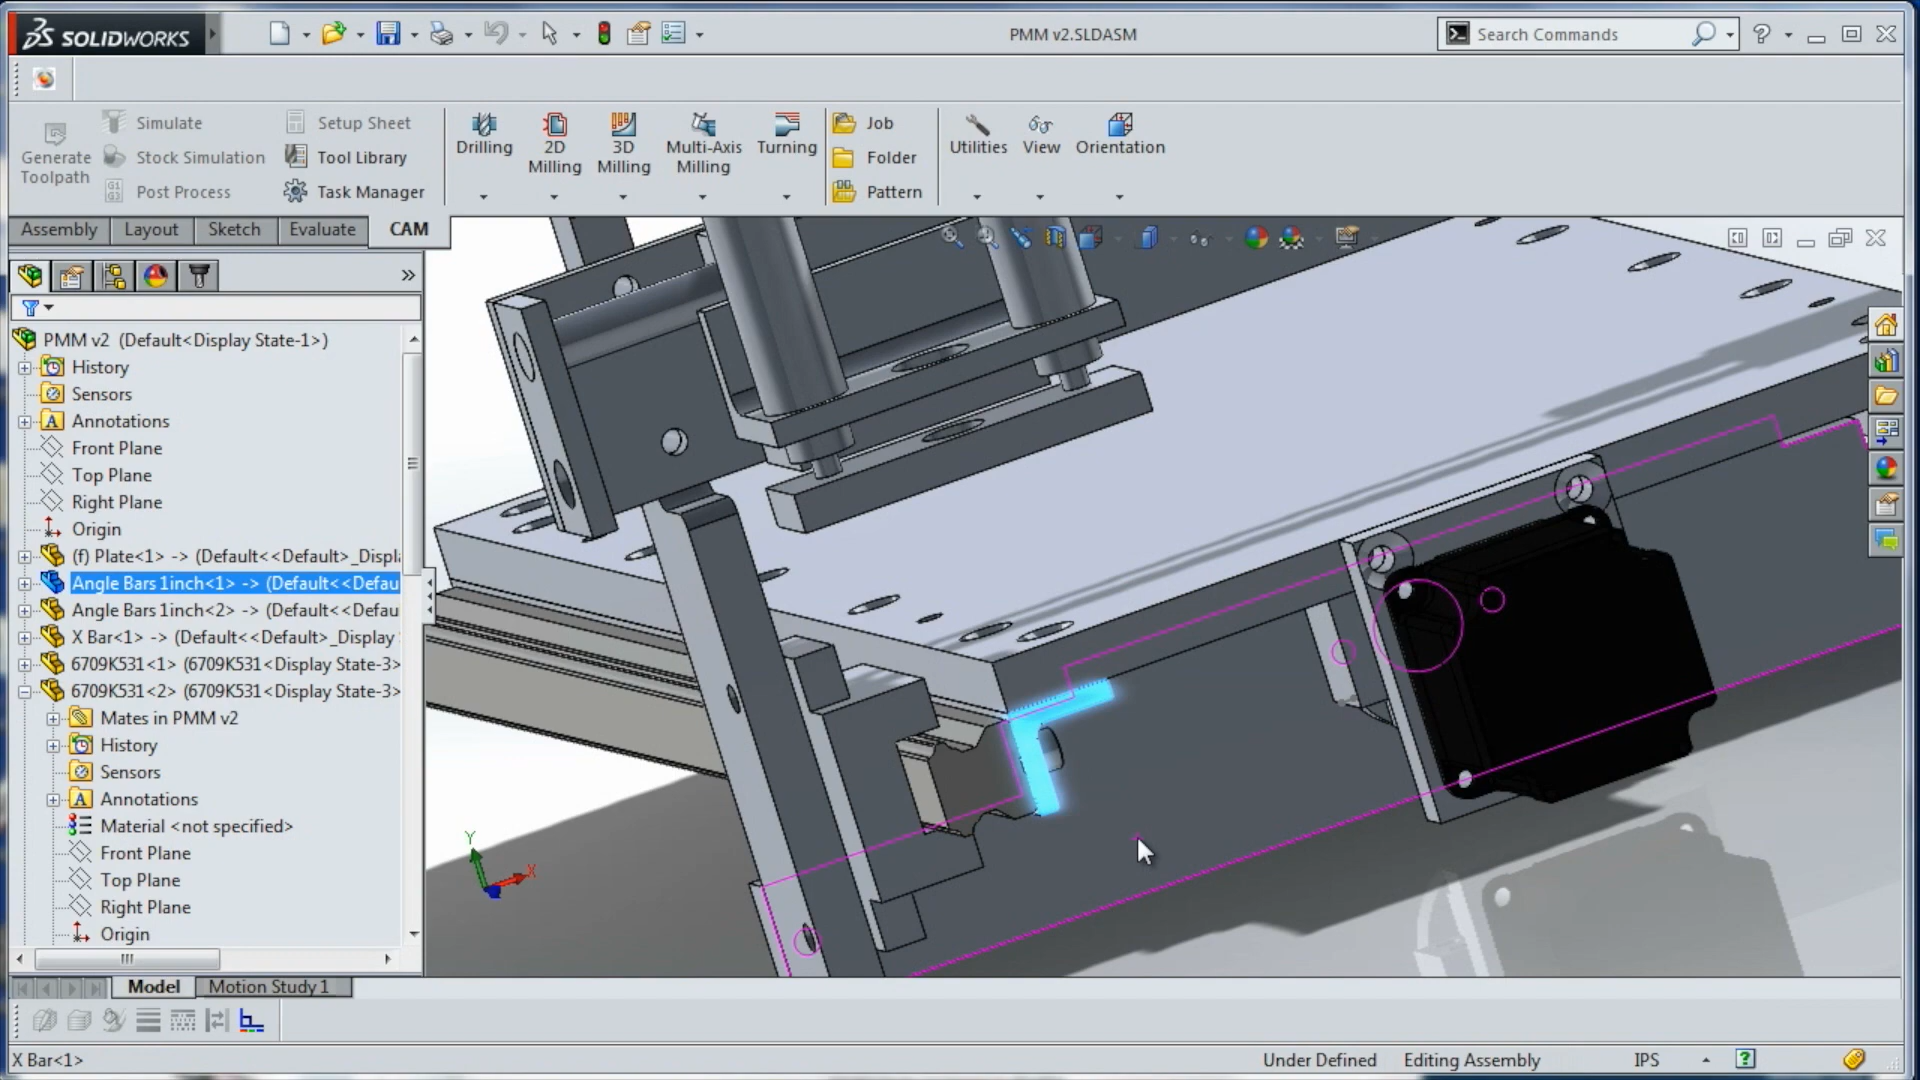 SOLIDWORKS
PMM v2.SLDASM
Search Commands
?
Generate Toolpath
Simulate
Stock Simulation
G1 G3 Post Process
Setup Sheet
Tool Library
Task Manager
Drilling
2D Milling
3D Milling
Multi-Axis Milling
Turning
Job
Folder
Pattern
Utilities
View
Orientation
Assembly
Layout
Sketch
Evaluate
CAM
»
PMM v2 (Default<Display State-1>)
History
Sensors
A Annotations
Front Plane
Top Plane
Right Plane
Origin
(f) Plate<1> -> (Default<<Default>_Displ
Angle Bars 1inch<1> -> (Default<<Defau
Angle Bars 1inch<2> -> (Default<<Defau
X Bar<1> -> (Default<<Default>_Display
6709K531<1> (6709K531<Display State-3>
6709K531<2> (6709K531<Display State-3>
Mates in PMM v2
History
Sensors
A Annotations
Material <not specified>
Front Plane
Top Plane
Right Plane
Origin
Y
X
Model
Motion Study 1
X Bar<1>
Under Defined
Editing Assembly
IPS
?